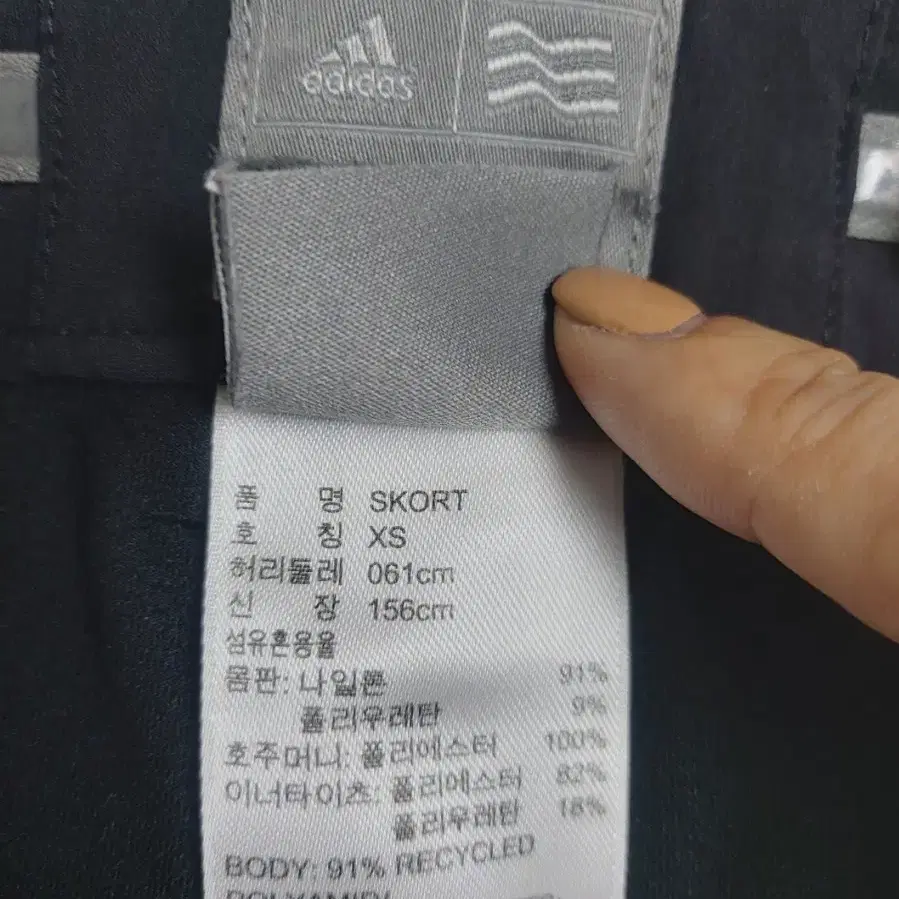 adidas
품 명 SKORT
호 칭 XS
허리둘레 061cm
신 장 156cm
섬유혼용율
몸판: 나일론 91%
폴리우레탄 9%
호주머니: 폴리에스터 100%
이너타이츠: 폴리에스터 82%
폴리우레탄 18%
BODY: 91% RECYCLED